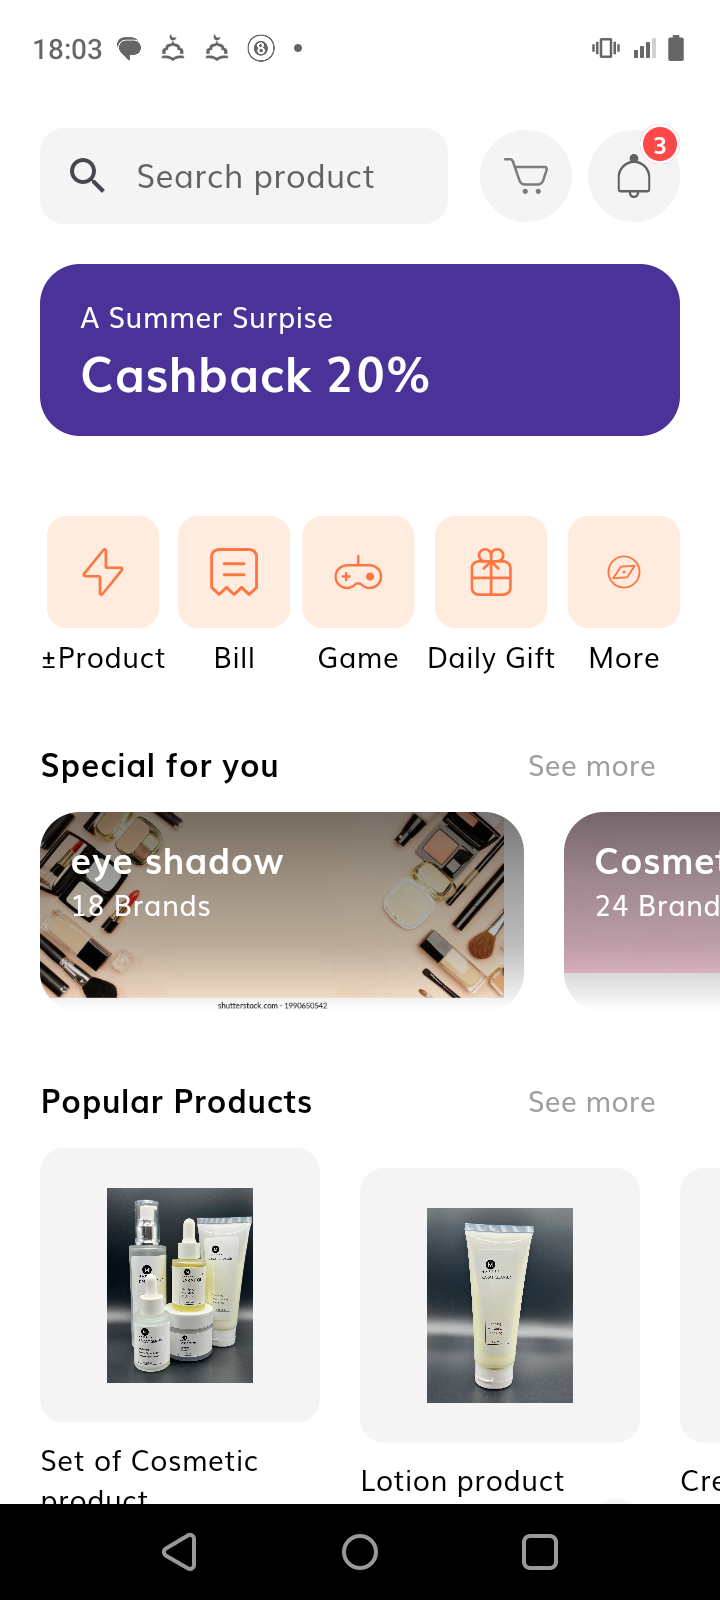 18:03
Search product
3
A Summer Surpise
Cashback 20%
±Product
Bill
Game
Daily Gift
More
Special for you
See more
eye shadow
18 Brands
Cosmet
24 Brand
shutterstock.com · 1990650542
Popular Products
See more
Set of Cosmetic
product
Lotion product
Cre